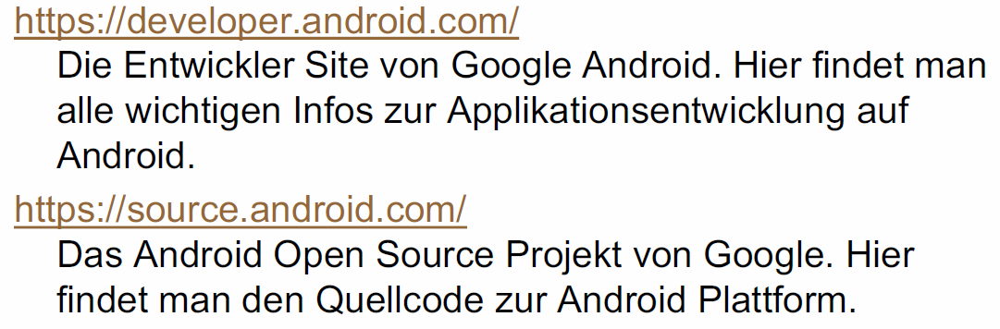 https://developer.android.com/
Die Entwickler Site von Google Android. Hier findet man
alle wichtigen Infos zur Applikationsentwicklung auf
Android.
https://source.android.com/
Das Android Open Source Projekt von Google. Hier
findet man den Quellcode zur Android Plattform.